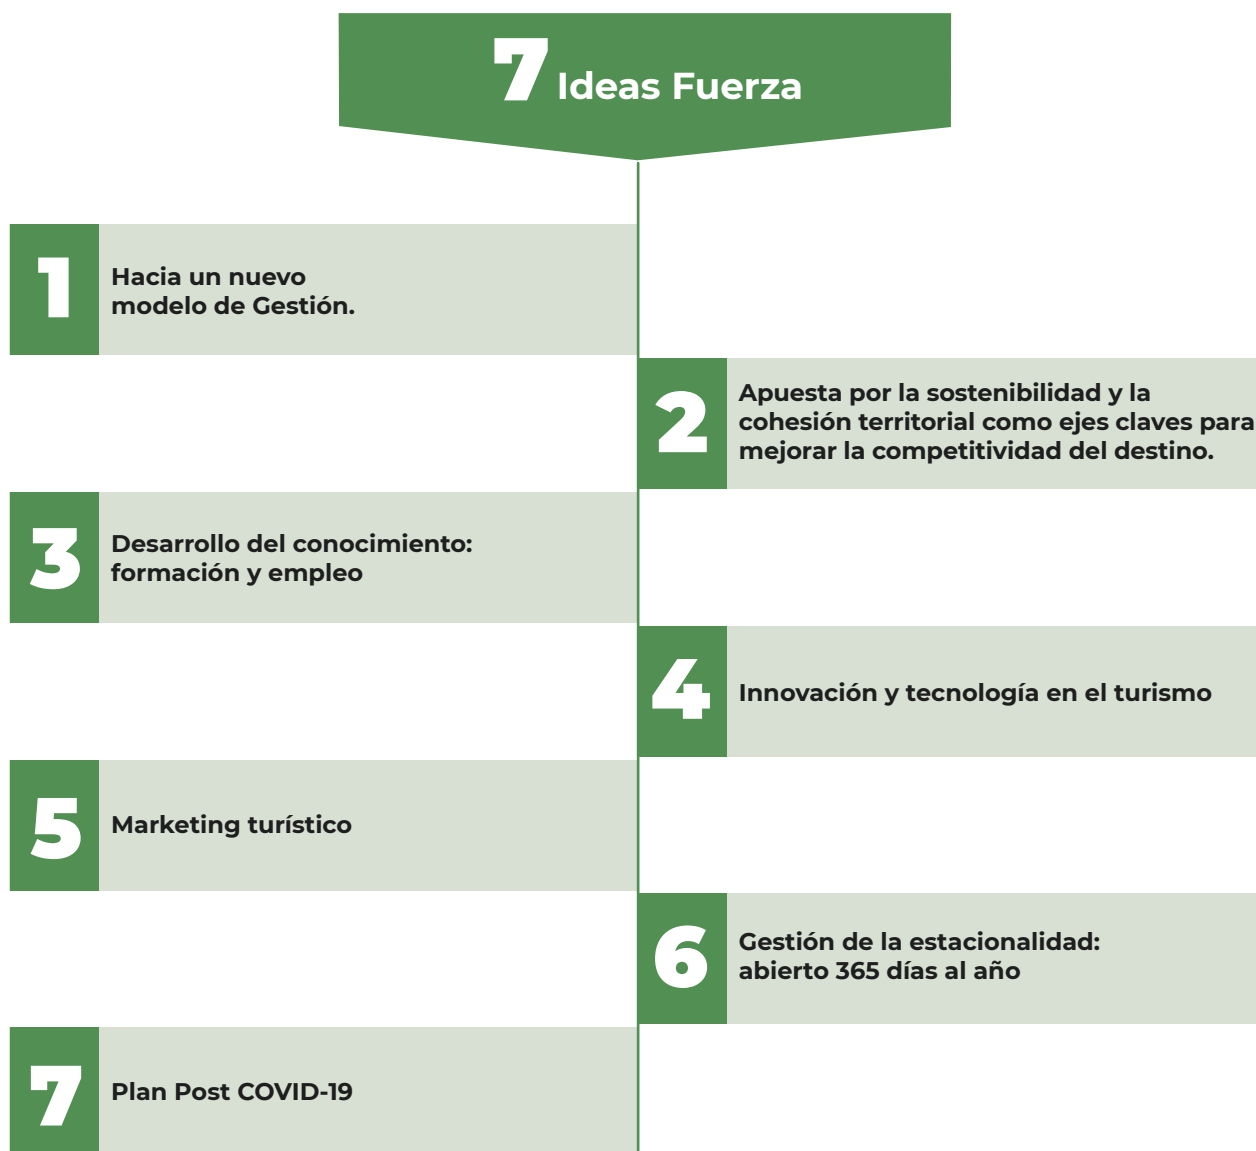 7 Ideas Fuerza
1
Hacia un nuevo
modelo de Gestión.
2
Apuesta por la sostenibilidad y la
cohesión territorial como ejes claves para
mejorar la competitividad del destino.
3
Desarrollo del conocimiento:
formación y empleo
4
Innovación y tecnología en el turismo
5
Marketing turístico
6
Gestión de la estacionalidad:
abierto 365 días al año
7
Plan Post COVID-19